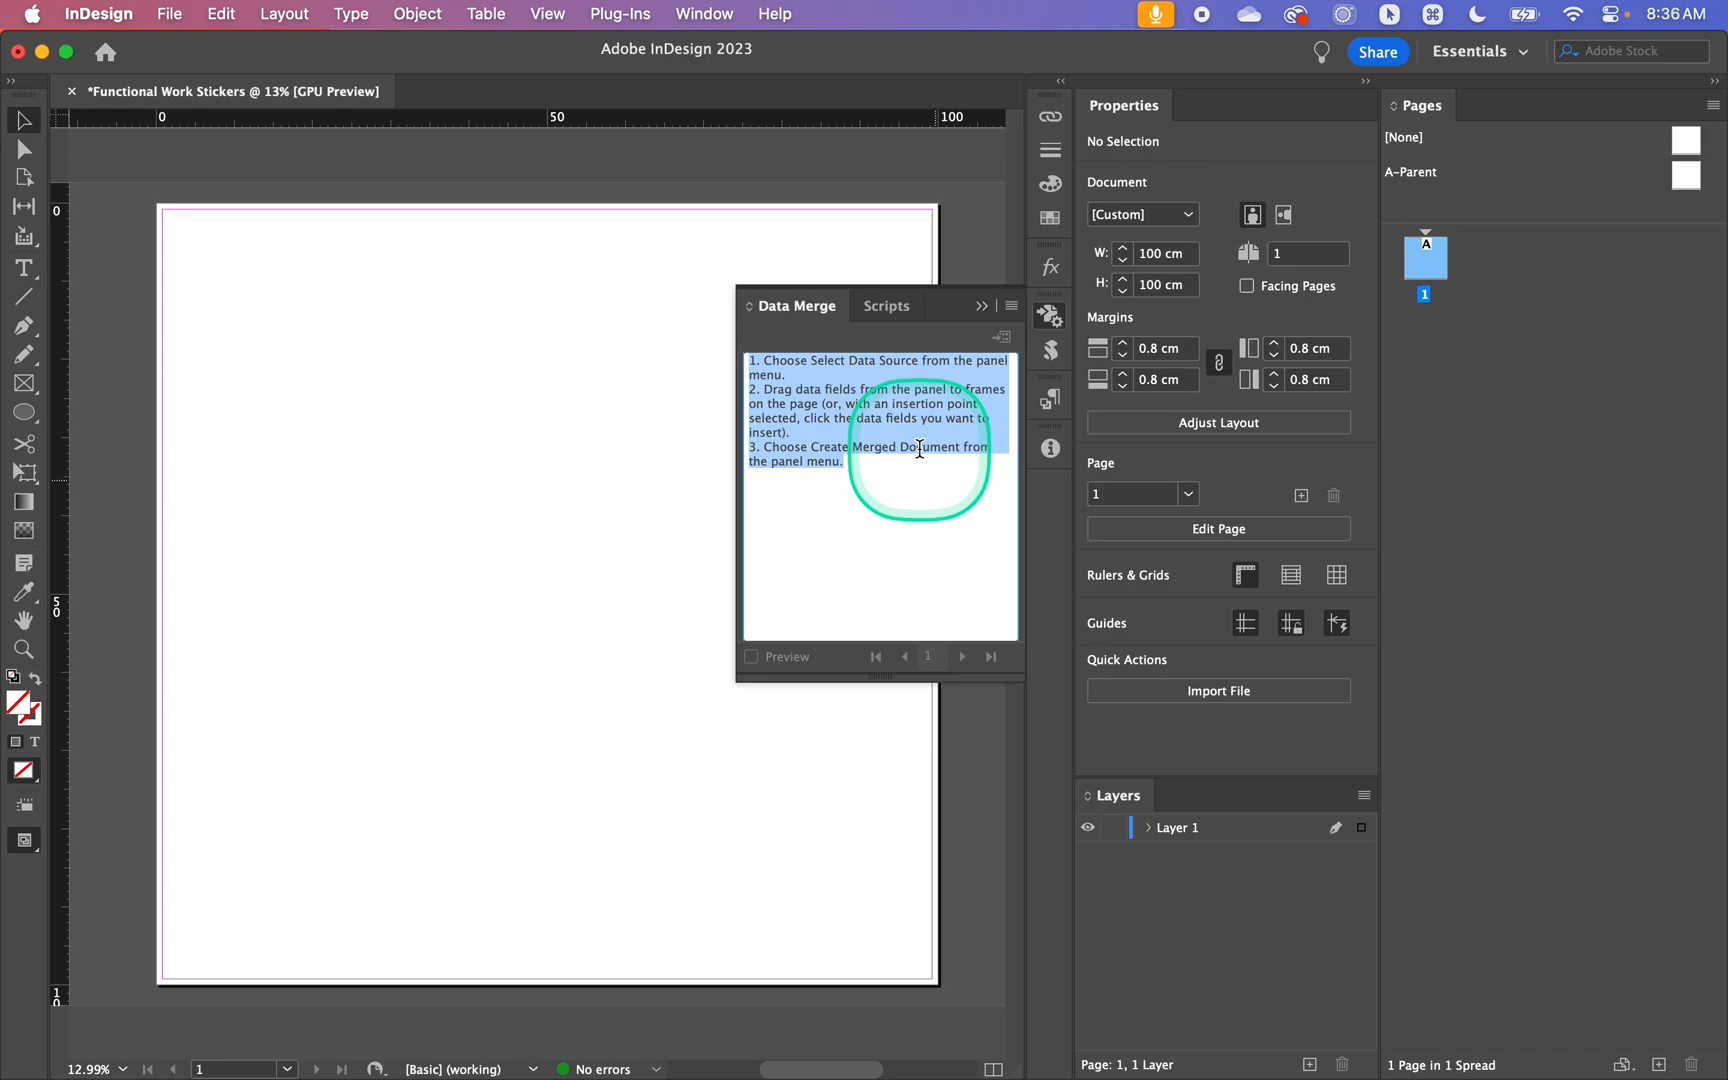 InDesign File Edit Layout Type Object Table View Plug-Ins Window Help 8:36 AM
Adobe InDesign 2023
Share
Essentials
Adobe Stock
*Functional Work Stickers @ 13% [GPU Preview]
0 50 100
0
5
0
1
0
Data Merge
Scripts
1. Choose Select Data Source from the panel
menu.
2. Drag data fields from the panel to frames
on the page (or, with an insertion point
selected, click the data fields you want to
insert).
3. Choose Create Merged Document from
the panel menu.
Preview
1
Properties
No Selection
Document
[Custom]
W: 100 cm
1
H: 100 cm
Facing Pages
Margins
0.8 cm
0.8 cm
0.8 cm
0.8 cm
Adjust Layout
Page
1
Edit Page
Rulers & Grids
Guides
Quick Actions
Import File
Layers
Layer 1
Page: 1, 1 Layer
Pages
[None]
A-Parent
A
1
1 Page in 1 Spread
12.99%
1
[Basic] (working)
No errors